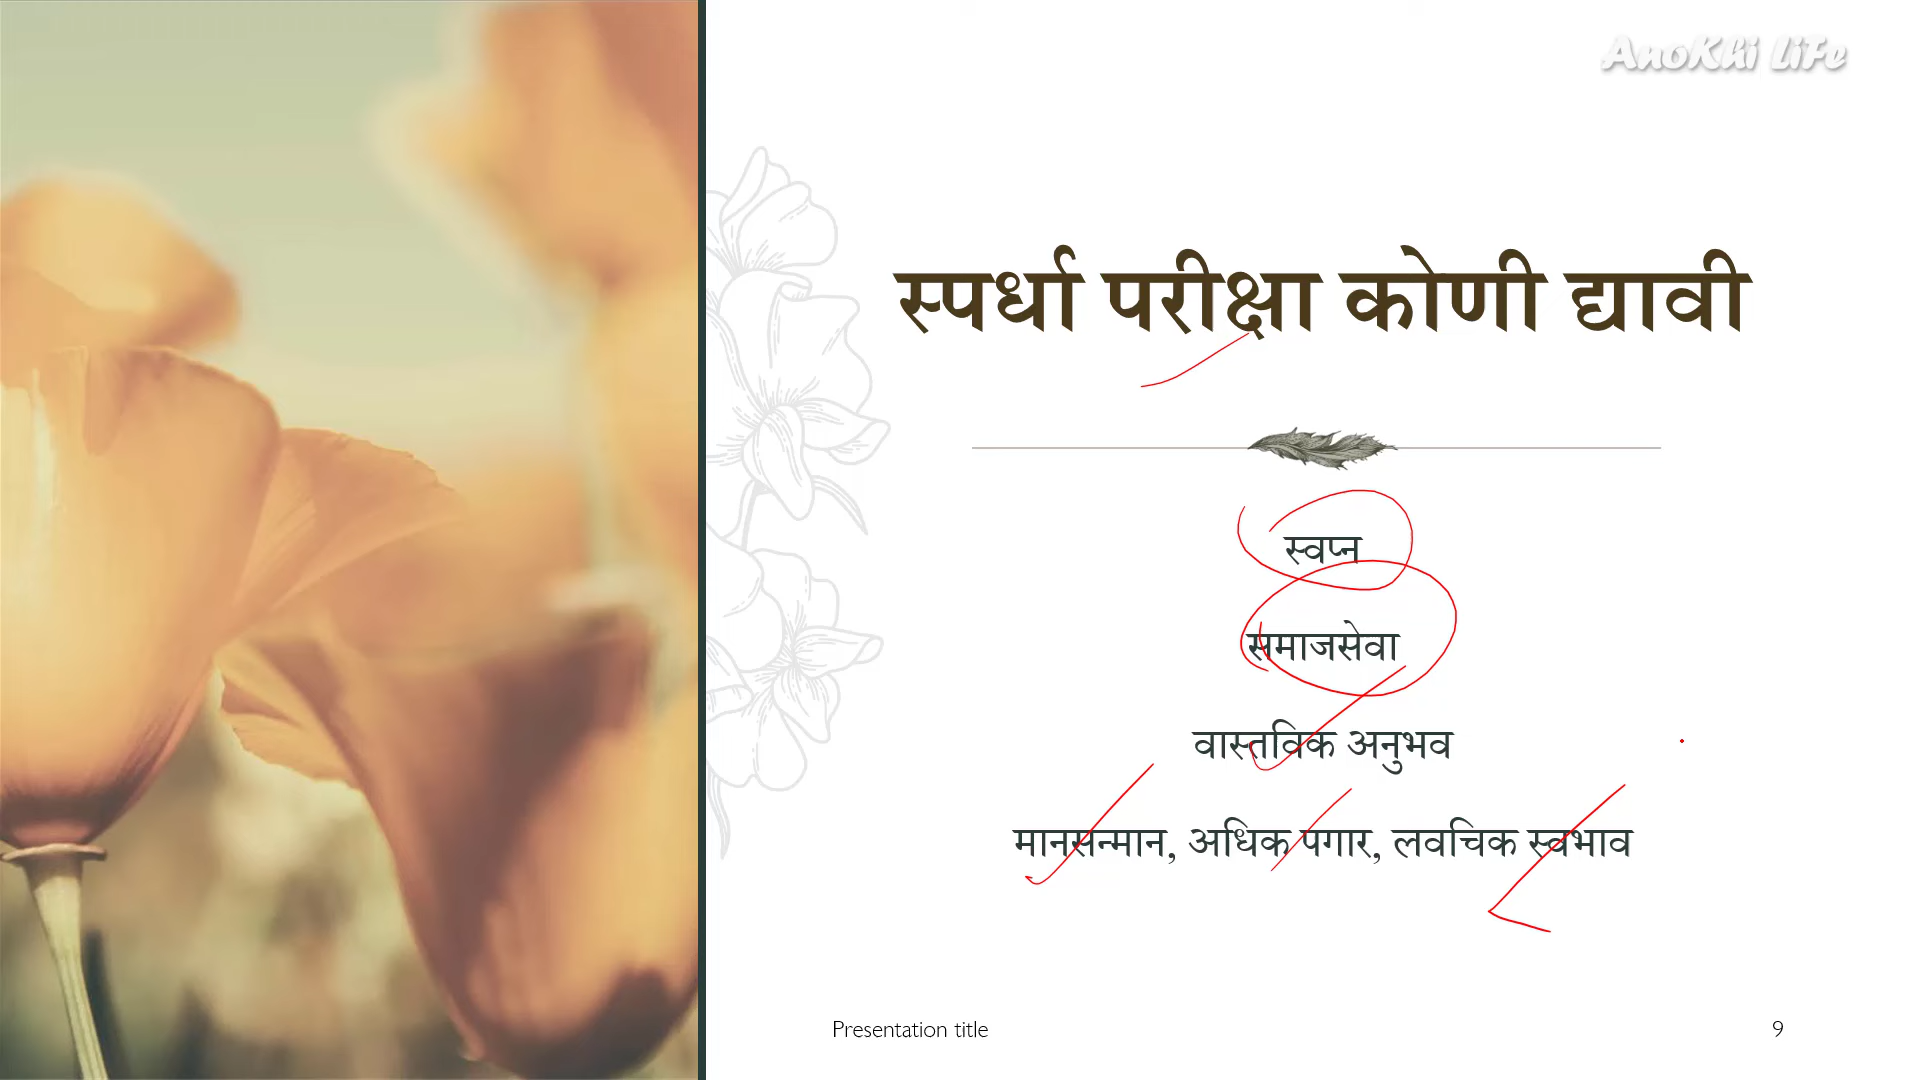 AnoKhi LiFe
स्पर्धा परीक्षा कोणी द्यावी
स्वप्न
समाजसेवा
वास्तविक अनुभव
मानसन्मान, अधिक पगार, लवचिक स्वभाव
Presentation title
9